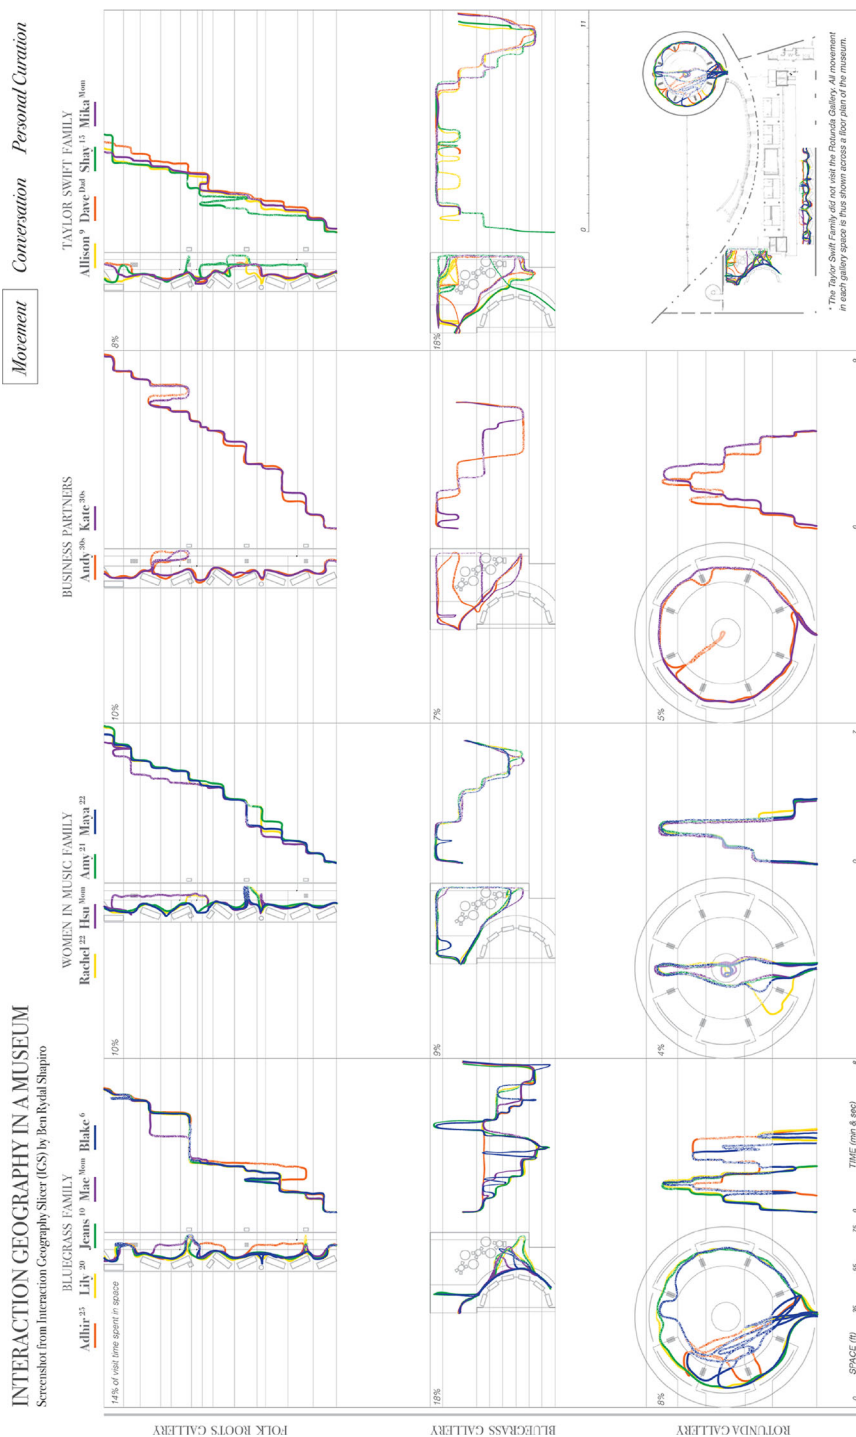 INTERACTION GEOGRAPHY IN A MUSEUM
Screenshot from Interaction Geography Slicer (IGS) by Ben Rydal Shapiro
Movement Conversation Personal Curation
BLUEGRASS FAMILY
Adhir 25 Lily 20 Jeans 10 Mae Mom Blake 6
WOMEN IN MUSIC FAMILY
Rachel 22 Hsu Mom Amy 21 Maya 22
BUSINESS PARTNERS
Andy 30s Kate 30s
TAYLOR SWIFT FAMILY
Allison 9 Dave Dad Shay 15 Mika Mom
FOLK ROOTS GALLERY
14% of visit time spent in space
10%
10%
8%
BLUEGRASS GALLERY
18%
9%
7%
18%
0
11
ROTUNDA GALLERY
8%
4%
5%
* The Taylor Swift Family did not visit the Rotunda Gallery. All movement
in each gallery space is thus shown across a floor plan of the museum.
SPACE (ft)
TIME (min & sec)